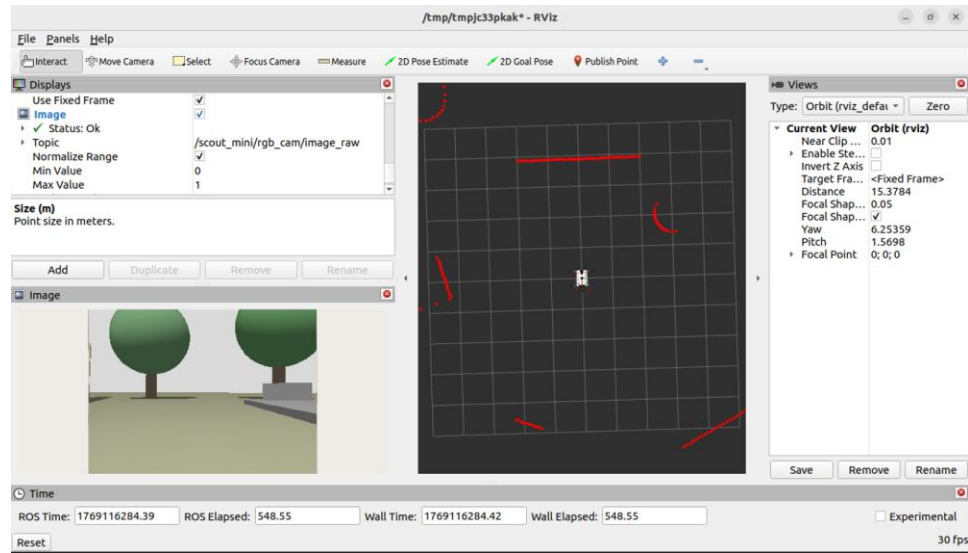 /tmp/tmpjc33pkak* - RViz
File Panels Help
Interact Move Camera Select Focus Camera Measure 2D Pose Estimate 2D Goal Pose Publish Point
Displays
Use Fixed Frame
Image
Status: Ok
Topic /scout_mini/rgb_cam/image_raw
Normalize Range
Min Value 0
Max Value 1
Size (m)
Point size in meters.
Add Duplicate Remove Rename
Image
Views
Type: Orbit (rviz_defau Zero
Current View Orbit (rviz)
Near Clip ... 0.01
Enable Ste...
Invert Z Axis
Target Fra... <Fixed Frame>
Distance 15.3784
Focal Shap... 0.05
Focal Shap...
Yaw 6.25359
Pitch 1.5698
Focal Point 0; 0; 0
Save Remove Rename
Time
ROS Time: 1769116284.39 ROS Elapsed: 548.55 Wall Time: 1769116284.42 Wall Elapsed: 548.55 Experimental
Reset 30 fps